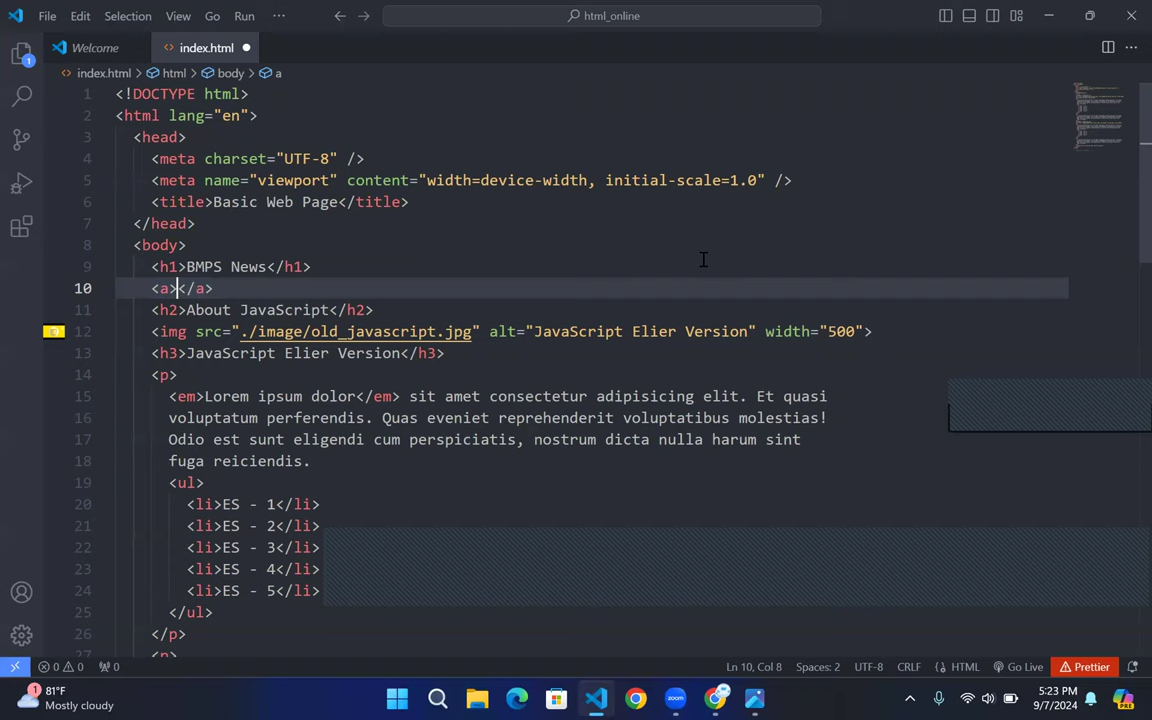 File Edit Selection View Go Run ··· html_online
Welcome index.html
index.html html body a
1 <!DOCTYPE html>
2 <html lang="en">
3 <head>
4 <meta charset="UTF-8" />
5 <meta name="viewport" content="width=device-width, initial-scale=1.0" />
6 <title>Basic Web Page</title>
7 </head>
8 <body>
9 <h1>BMPS News</h1>
10 <a></a>
11 <h2>About JavaScript</h2>
12 <img src="./image/old_javascript.jpg" alt="JavaScript Elier Version" width="500">
13 <h3>JavaScript Elier Version</h3>
14 <p>
15 <em>Lorem ipsum dolor</em> sit amet consectetur adipisicing elit. Et quasi
16 voluptatum perferendis. Quas eveniet reprehenderit voluptatibus molestias!
17 Odio est sunt eligendi cum perspiciatis, nostrum dicta nulla harum sint
18 fuga reiciendis.
19 <ul>
20 <li>ES - 1</li>
21 <li>ES - 2</li>
22 <li>ES - 3</li>
23 <li>ES - 4</li>
24 <li>ES - 5</li>
25 </ul>
26 </p>
27
0 0 0 Ln 10, Col 8 Spaces: 2 UTF-8 CRLF HTML Go Live Prettier
1 81°F Mostly cloudy 5:23 PM 9/7/2024
1
PRE